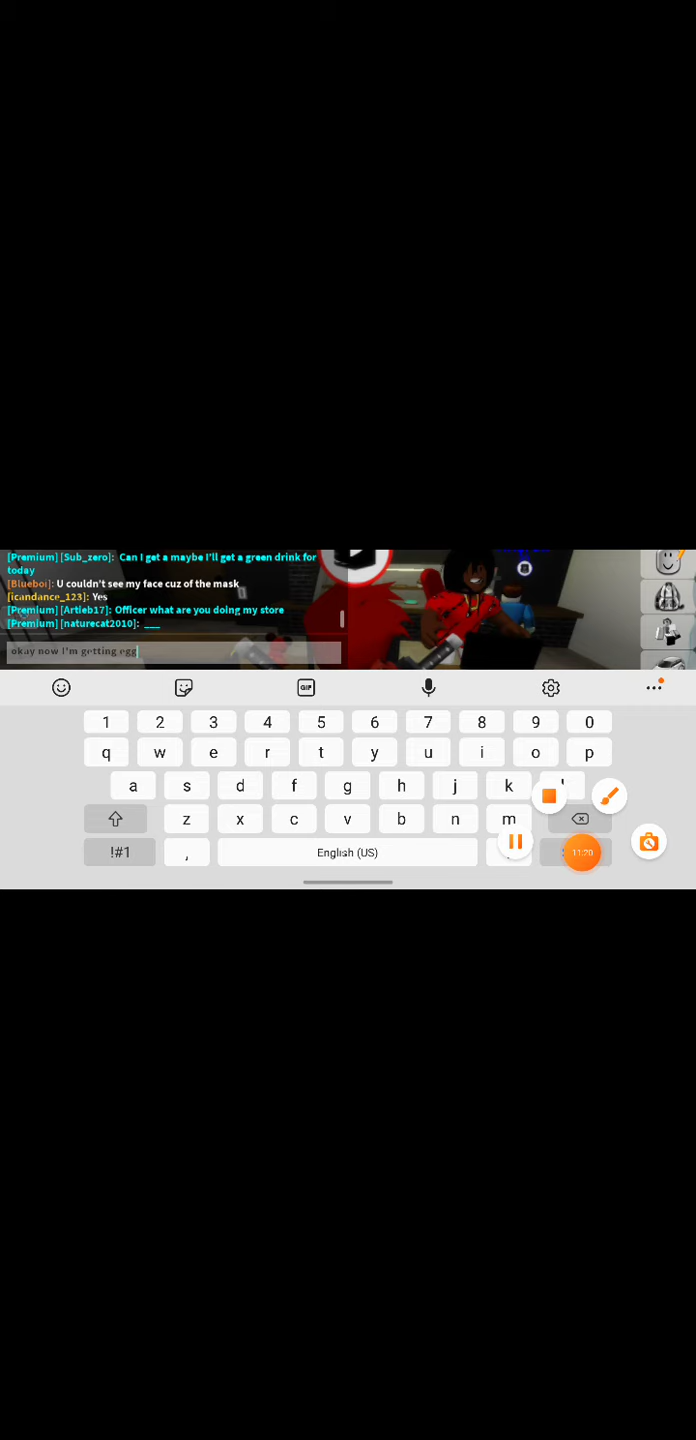 [Premium] [Sub_zero]: Can I get a maybe I'll get a green drink for
today
[Blueboi]: U couldn't see my face cuz of the mask
[icandance_123]: Yes
[Premium] [Artieb17]: Officer what are you doing my store
[Premium] [naturecat2010]: ___
okay now I'm getting egg
GIF
1 2 3 4 5 6 7 8 9 0
q w e r t y u i o p
a s d f g h j k
z x c v b n m
!#1 , English (US)
11:20